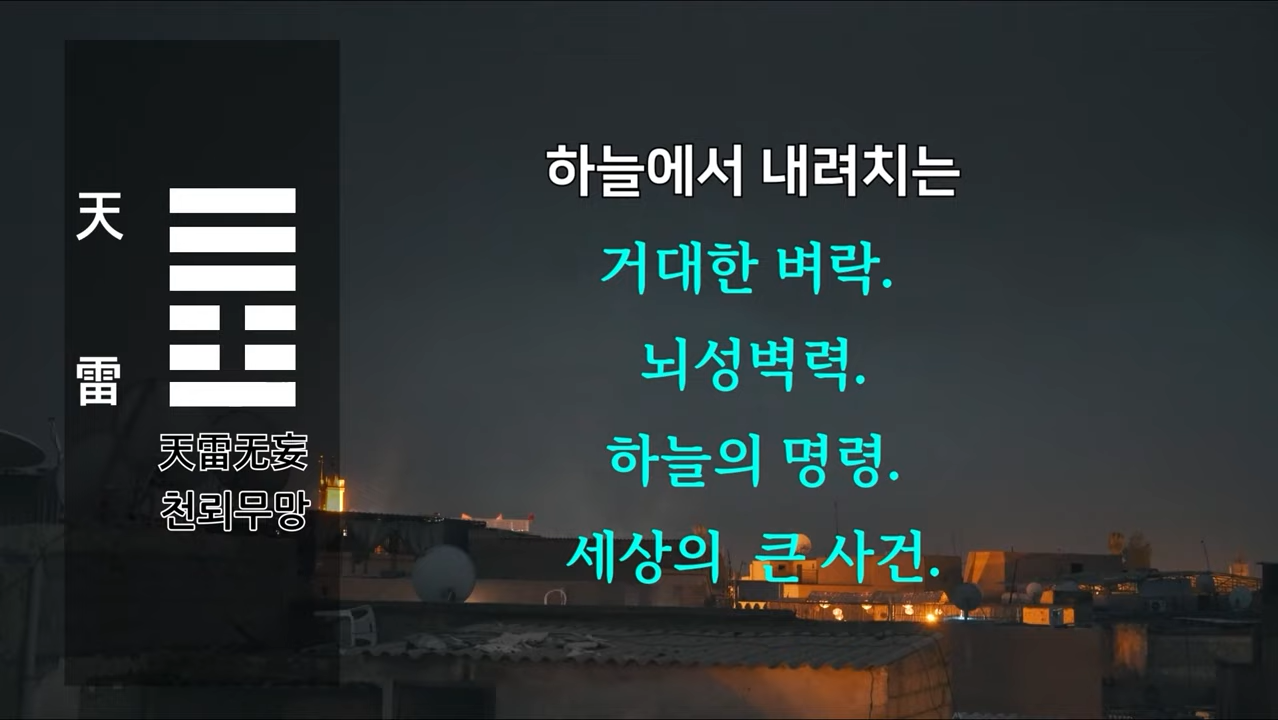 天
雷
天雷无妄
천뢰무망
하늘에서 내려치는
거대한 벼락.
뇌성벽력.
하늘의 명령.
세상의 큰 사건.